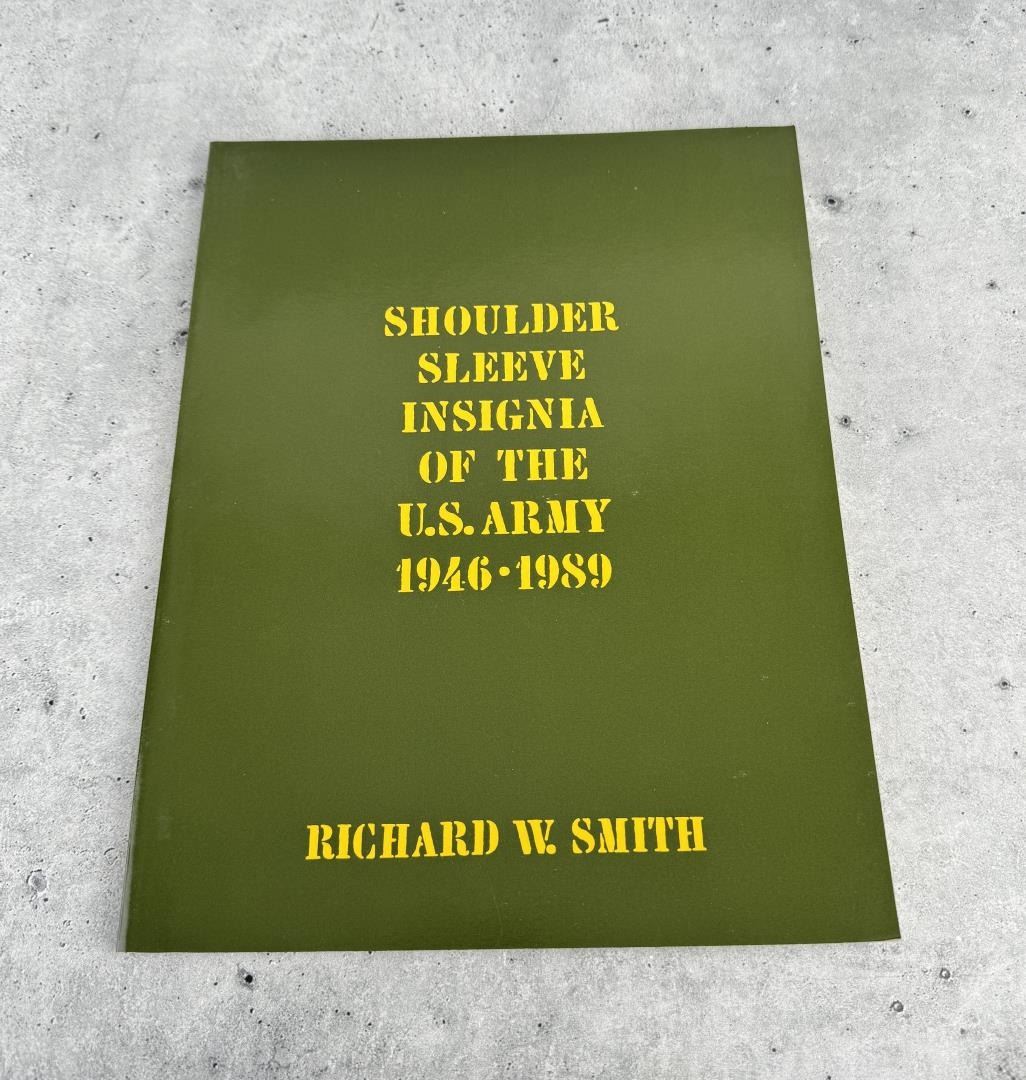 SHOULDER
SLEEVE
INSIGNIA
OF THE
U.S. ARMY
1946•1989
RICHARD W. SMITH